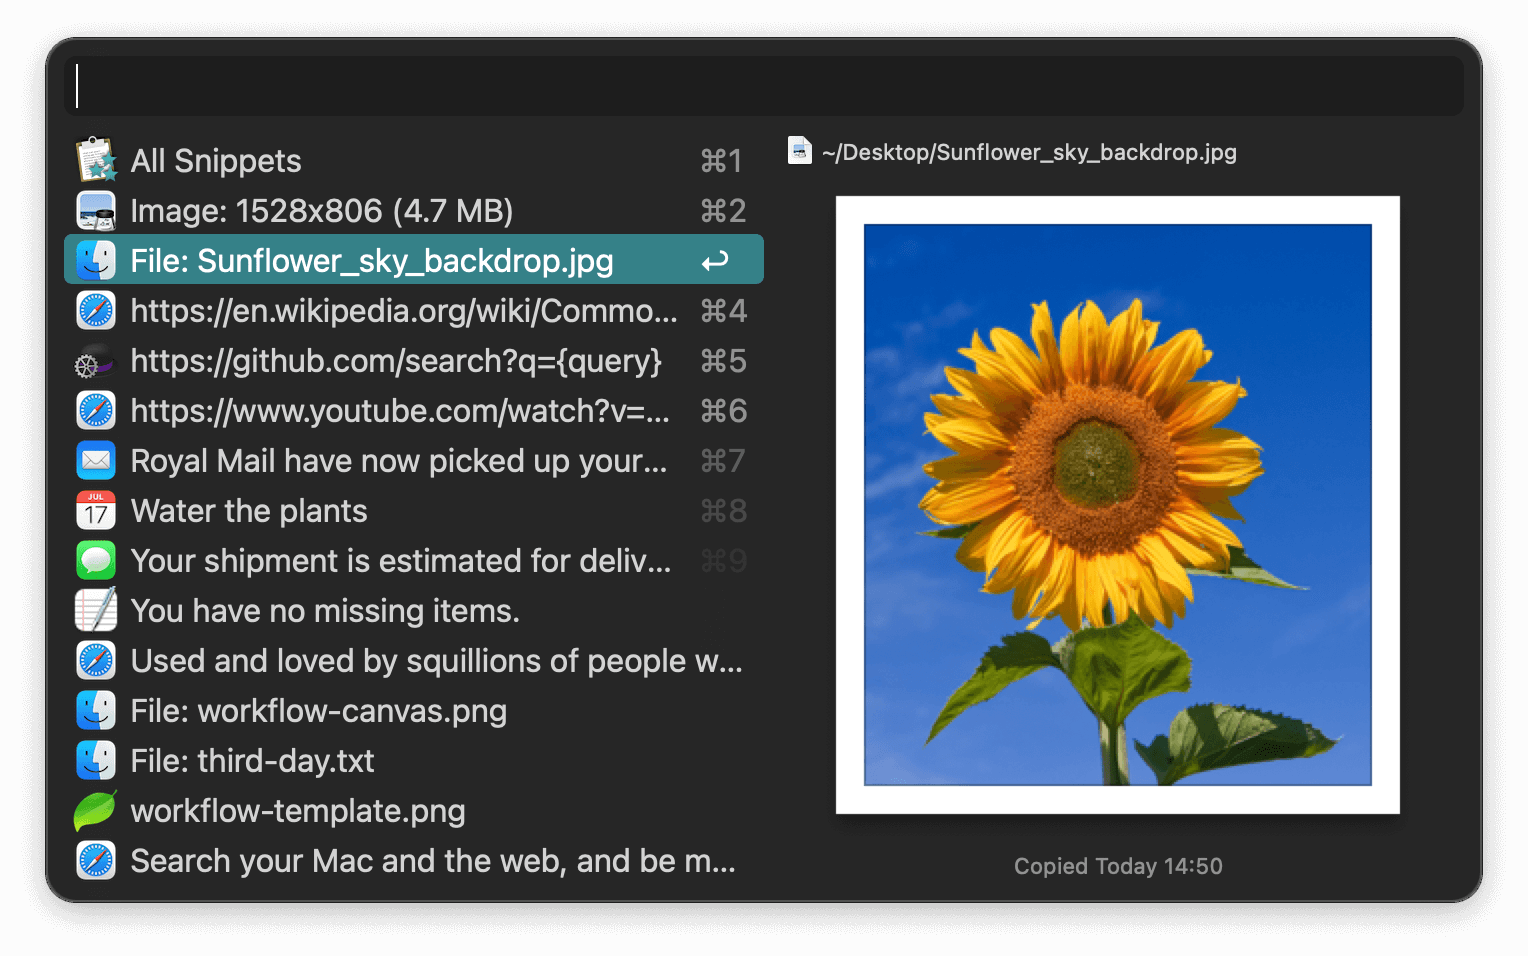 All Snippets ⌘1
Image: 1528x806 (4.7 MB) ⌘2
File: Sunflower_sky_backdrop.jpg
https://en.wikipedia.org/wiki/Commo... ⌘4
https://github.com/search?q={query} ⌘5
https://www.youtube.com/watch?v=... ⌘6
Royal Mail have now picked up your... ⌘7
JUL
17
Water the plants ⌘8
Your shipment is estimated for deliv... ⌘9
You have no missing items.
Used and loved by squillions of people w...
File: workflow-canvas.png
File: third-day.txt
workflow-template.png
Search your Mac and the web, and be m...
~/Desktop/Sunflower_sky_backdrop.jpg
Copied Today 14:50